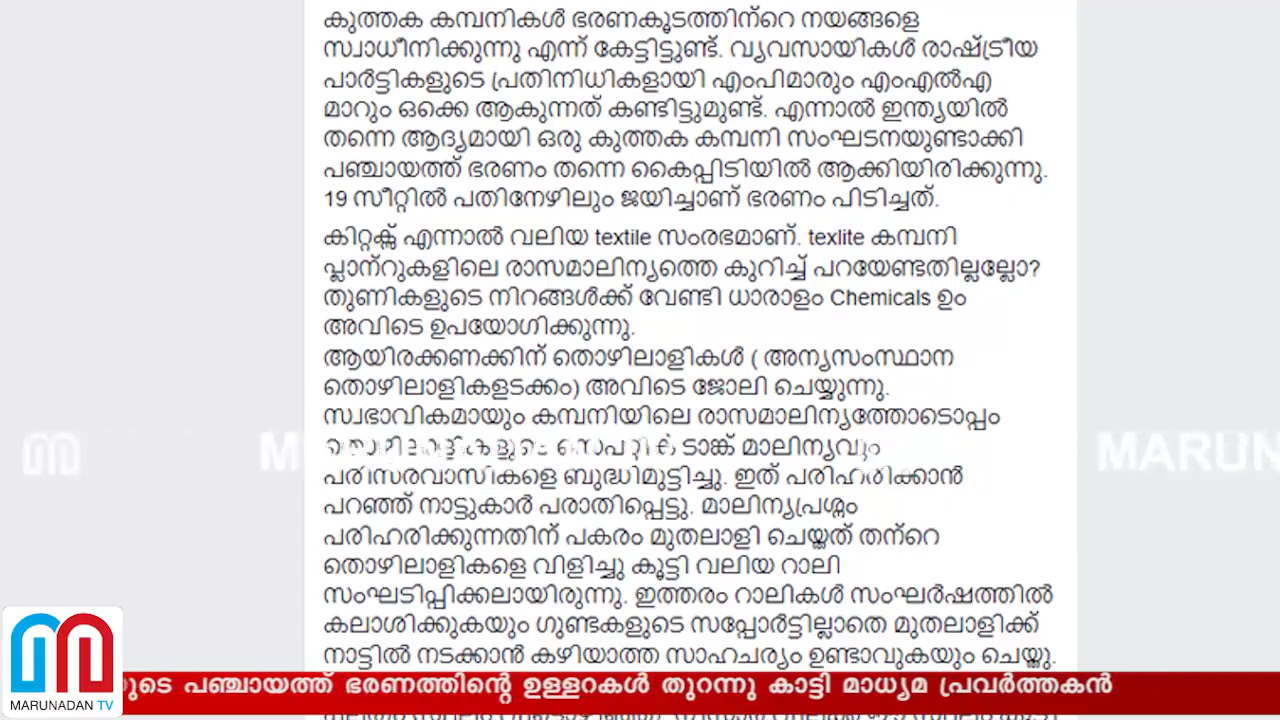 കുത്തക കമ്പനികൾ ഭരണകൂടത്തിന്റെ നയങ്ങളെ
സ്വാധീനിക്കുന്നു എന്ന് കേട്ടിട്ടുണ്ട്. വ്യവസായികൾ രാഷ്ട്രീയ
പാർട്ടികളുടെ പ്രതിനിധികളായി എംപിമാരും എംഎൽഎ
മാറും ഒക്കെ ആകുന്നത് കണ്ടിട്ടുമുണ്ട്. എന്നാൽ ഇന്ത്യയിൽ
തന്നെ ആദ്യമായി ഒരു കുത്തക കമ്പനി സംഘടനയുണ്ടാക്കി
പഞ്ചായത്ത് ഭരണം തന്നെ കൈപ്പിടിയിൽ ആക്കിയിരിക്കുന്നു.
19 സീറ്റിൽ പതിനേഴിലും ജയിച്ചാണ് ഭരണം പിടിച്ചത്.
കിറ്റക്സ് എന്നാൽ വലിയ textile സംരഭമാണ്. texlite കമ്പനി
പ്ലാന്റുകളിലെ രാസമാലിന്യത്തെ കുറിച്ച് പറയേണ്ടതില്ലല്ലോ?
തുണികളുടെ നിറങ്ങൾക്ക് വേണ്ടി ധാരാളം Chemicals ഉം
അവിടെ ഉപയോഗിക്കുന്നു.
ആയിരക്കണക്കിന് തൊഴിലാളികൾ ( അന്യസംസ്ഥാന
തൊഴിലാളികളടക്കം) അവിടെ ജോലി ചെയ്യുന്നു.
സ്വഭാവികമായും കമ്പനിയിലെ രാസമാലിന്യത്തോടൊപ്പം
തൊഴിലാളികളുടെ സെപറ്റിക് ടാങ്ക് മാലിന്യവും
പരിസരവാസികളെ ബുദ്ധിമുട്ടിച്ചു. ഇത് പരിഹരിക്കാൻ
പറഞ്ഞ് നാട്ടുകാർ പരാതിപ്പെട്ടു. മാലിന്യപ്രശ്നം
പരിഹരിക്കുന്നതിന് പകരം മുതലാളി ചെയ്തത് തന്റെ
തൊഴിലാളികളെ വിളിച്ചു കൂട്ടി വലിയ റാലി
സംഘടിപ്പിക്കലായിരുന്നു. ഇത്തരം റാലികൾ സംഘർഷത്തിൽ
കലാശിക്കുകയും ഗുണ്ടകളുടെ സപ്പോർട്ടില്ലാതെ മുതലാളിക്ക്
നാട്ടിൽ നടക്കാൻ കഴിയാത്ത സാഹചര്യം ഉണ്ടാവുകയും ചെയ്തു.
MARUN
പഞ്ചായത്ത് ഭരണത്തിന്റെ ഉള്ളറകൾ തുറന്നു കാട്ടി മാധ്യമ പ്രവർത്തകൻ
MARUNADAN TV